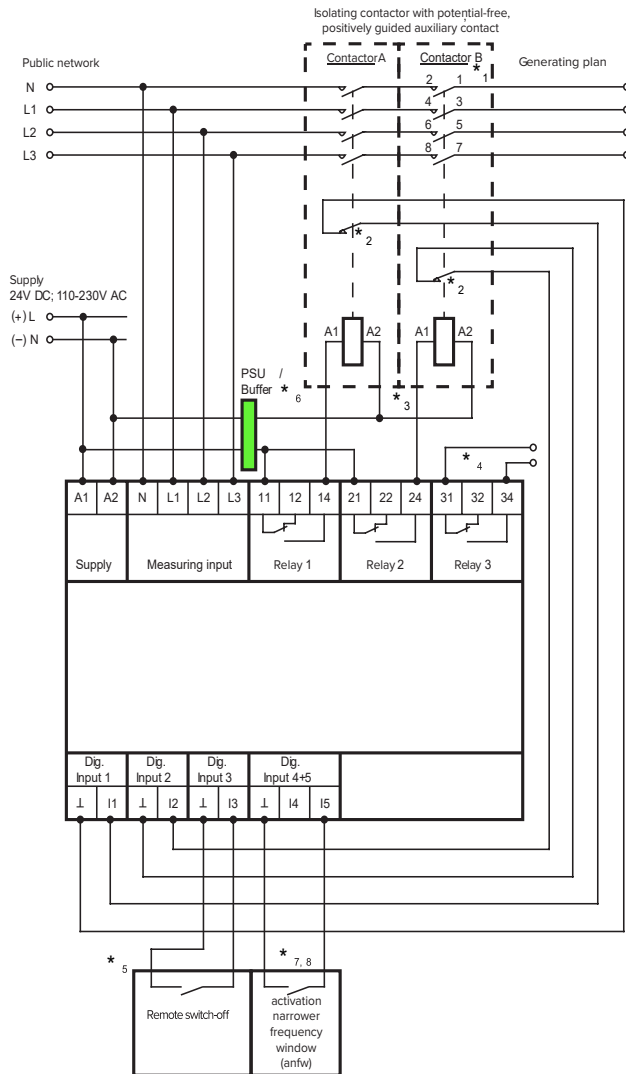 Isolating contactor with potential-free,
positively guided auxiliary contact
Public network
Contactor A
Contactor B
* 1
Generating plan
N
2 1
L1
4 3
L2
6 5
L3
8 7
* 2
* 2
Supply
24V DC; 110-230V AC
(+) L
(−) N
A1 A2
A1 A2
PSU /
Buffer * 6
* 3
* 4
A1 A2 N L1 L2 L3 11 12 14 21 22 24 31 32 34
Supply
Measuring input
Relay 1
Relay 2
Relay 3
Dig.
Input 1
Dig.
Input 2
Dig.
Input 3
Dig.
Input 4+5
⊥ I1 ⊥ I2 ⊥ I3 ⊥ I4 I5
* 5
* 7, 8
Remote switch-off
activation
narrower
frequency
window
(anfw)